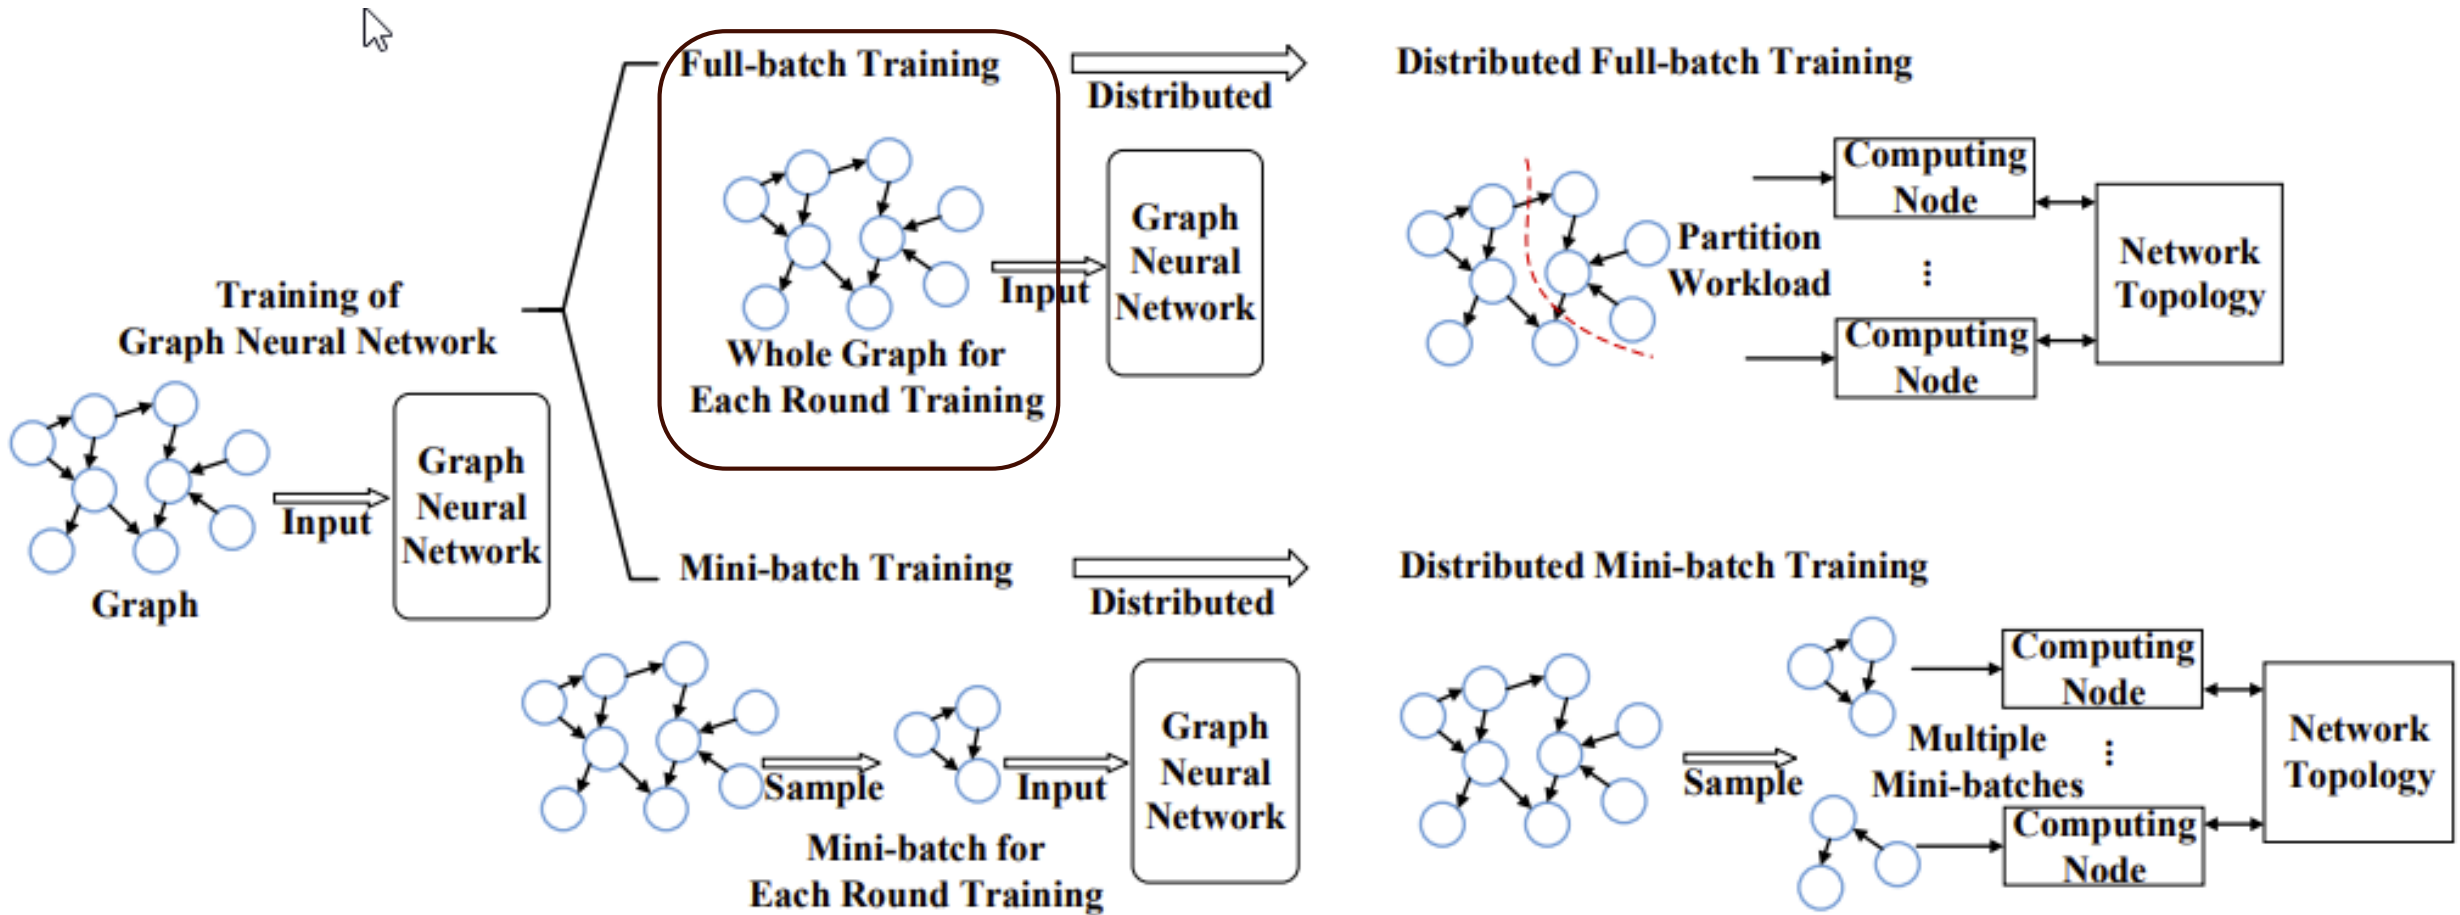 Full-batch Training
Distributed
Distributed Full-batch Training
Graph
Neural
Network
Input
Whole Graph for
Each Round Training
Partition
Workload
Computing
Node
⋮
Computing
Node
Network
Topology
Training of
Graph Neural Network
Input
Graph
Neural
Network
Graph
Mini-batch Training
Distributed
Distributed Mini-batch Training
Sample
Input
Graph
Neural
Network
Mini-batch for
Each Round Training
Sample
Multiple
Mini-batches
Computing
Node
⋮
Computing
Node
Network
Topology